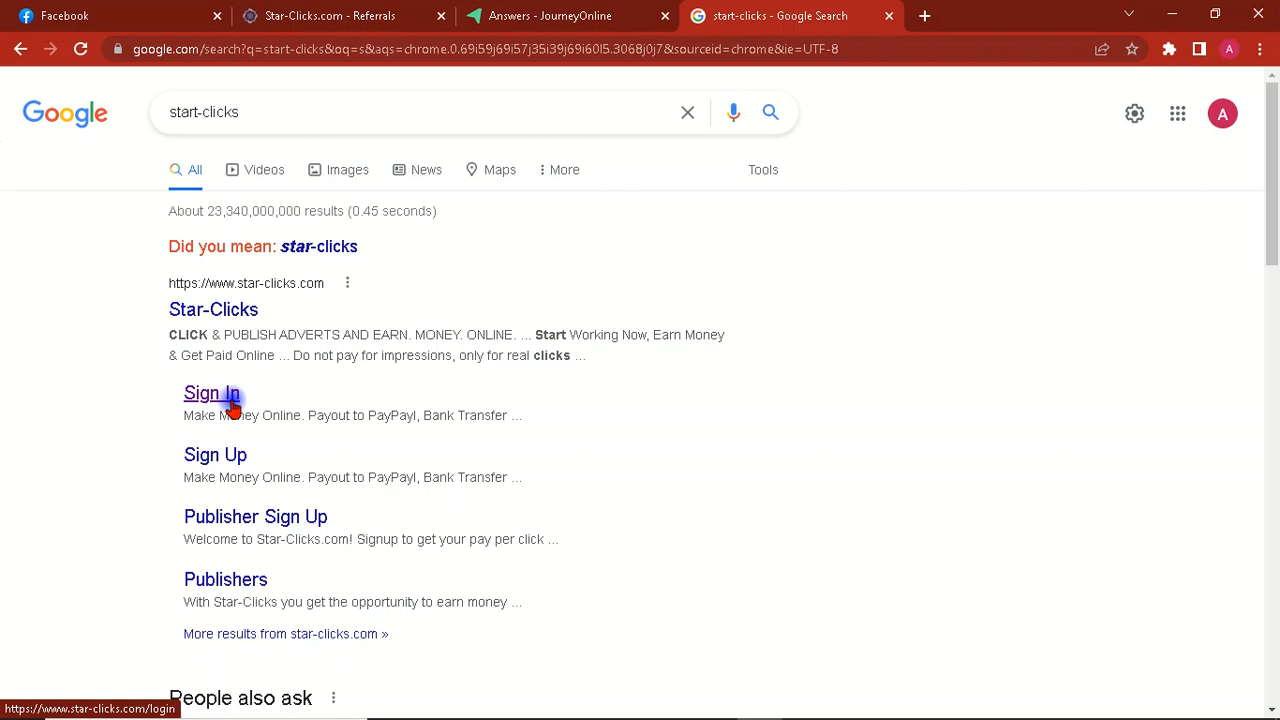 Facebook
Star-Clicks.com - Referrals
Answers - JourneyOnline
start-clicks - Google Search
google.com/search?q=start-clicks&oq=s&aqs=chrome.0.69i59j69i57j35i39j69i60l5.3068j0j7&sourceid=chrome&ie=UTF-8
A
Google
start-clicks
A
All
Videos
Images
News
Maps
More
Tools
About 23,340,000,000 results (0.45 seconds)
Did you mean: star-clicks
https://www.star-clicks.com
Star-Clicks
CLICK & PUBLISH ADVERTS AND EARN. MONEY. ONLINE. ... Start Working Now, Earn Money
& Get Paid Online ... Do not pay for impressions, only for real clicks ...
Sign In
Make Money Online. Payout to PayPayl, Bank Transfer ...
Sign Up
Make Money Online. Payout to PayPayl, Bank Transfer ...
Publisher Sign Up
Welcome to Star-Clicks.com! Signup to get your pay per click ...
Publishers
With Star-Clicks you get the opportunity to earn money ...
More results from star-clicks.com »
People also ask
https://www.star-clicks.com/login